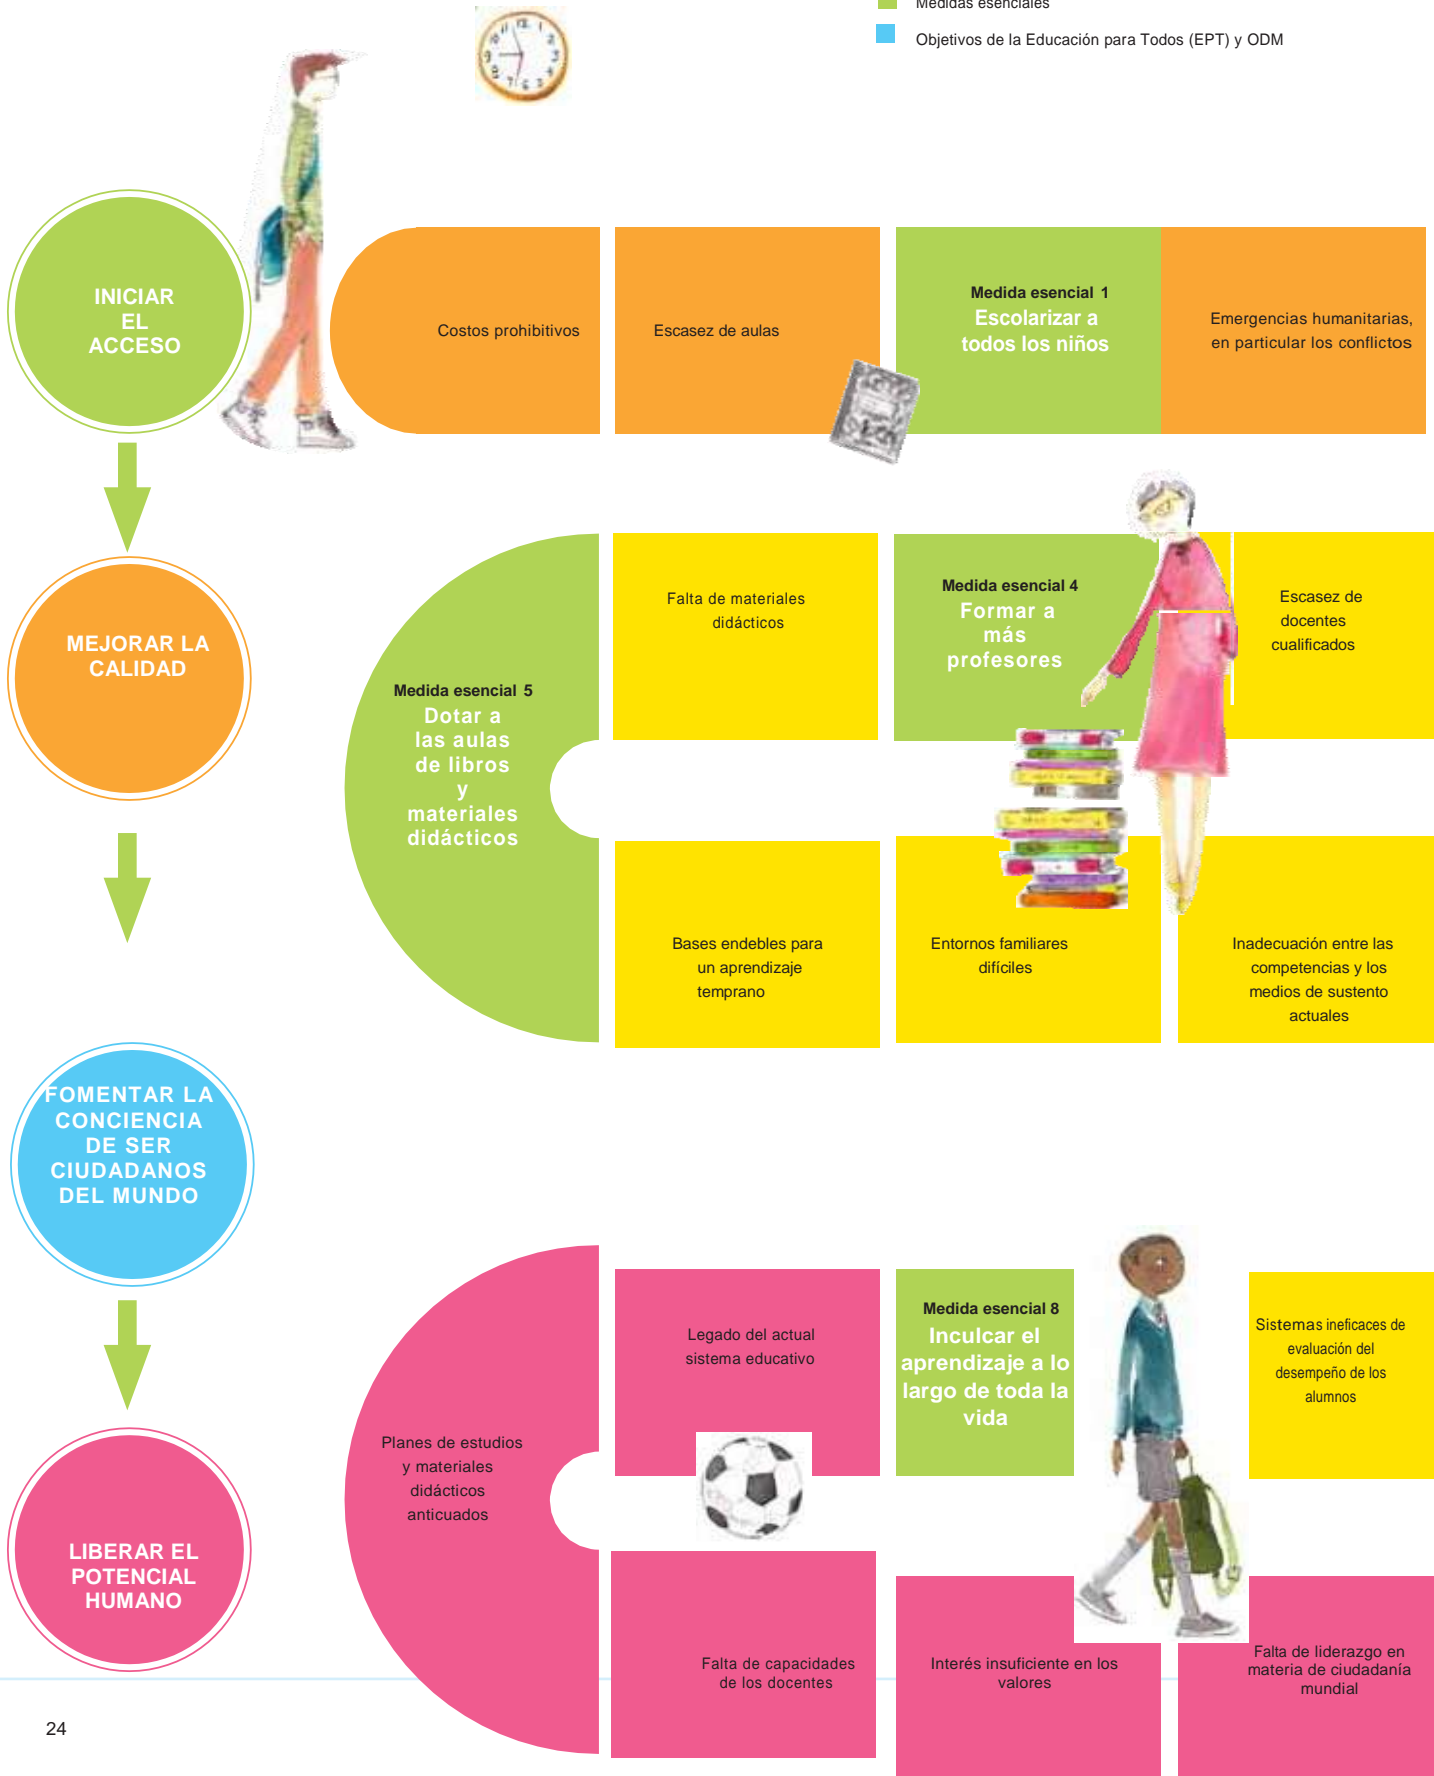 Medidas esenciales
Objetivos de la Educación para Todos (EPT) y ODM
INICIAR
EL
ACCESO
Costos prohibitivos
Escasez de aulas
Medida esencial 1
Escolarizar a
todos los niños
Emergencias humanitarias,
en particular los conflictos
MEJORAR LA
CALIDAD
Medida esencial 5
Dotar a
las aulas
de libros
y
materiales
didácticos
Falta de materiales
didácticos
Medida esencial 4
Formar a
más
profesores
Escasez de
docentes
cualificados
Bases endebles para
un aprendizaje
temprano
Entornos familiares
difíciles
Inadecuación entre las
competencias y los
medios de sustento
actuales
FOMENTAR LA
CONCIENCIA
DE SER
CIUDADANOS
DEL MUNDO
LIBERAR EL
POTENCIAL
HUMANO
Planes de estudios
y materiales
didácticos
anticuados
Legado del actual
sistema educativo
Medida esencial 8
Inculcar el
aprendizaje a lo
largo de toda la
vida
Sistemas ineficaces de
evaluación del
desempeño de los
alumnos
Falta de capacidades
de los docentes
Interés insuficiente en los
valores
Falta de liderazgo en
materia de ciudadanía
mundial
24